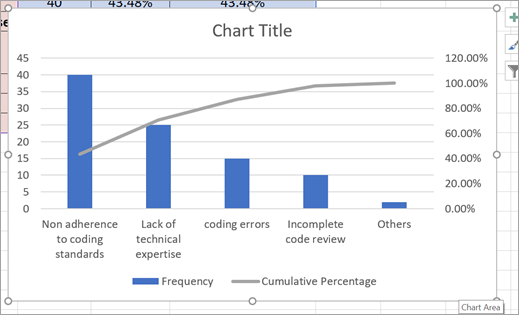 40 43.48% 43.48%
se
Chart Title
45 120.00%
40 100.00%
35
30 80.00%
25 60.00%
20
15 40.00%
10 20.00%
5
0 0.00%
Non adherence to coding standards
Lack of technical expertise
coding errors
Incomplete code review
Others
Frequency Cumulative Percentage
Chart Area